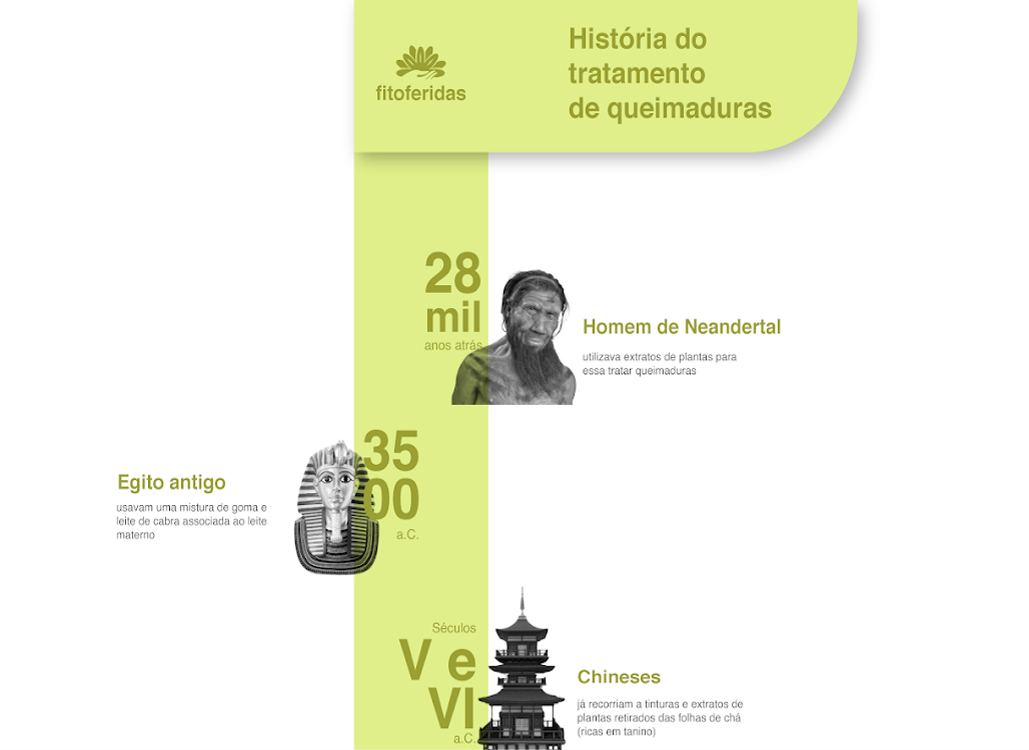 fitoferidas
História do
tratamento
de queimaduras
28
mil
anos atrás
Homem de Neandertal
utilizava extratos de plantas para
essa tratar queimaduras
35
00
a.C.
Egito antigo
usavam uma mistura de goma e
leite de cabra associada ao leite
materno
Séculos
V e
VI
a.C.
Chineses
já recorriam a tinturas e extratos de
plantas retirados das folhas de chá
(ricas em tanino)